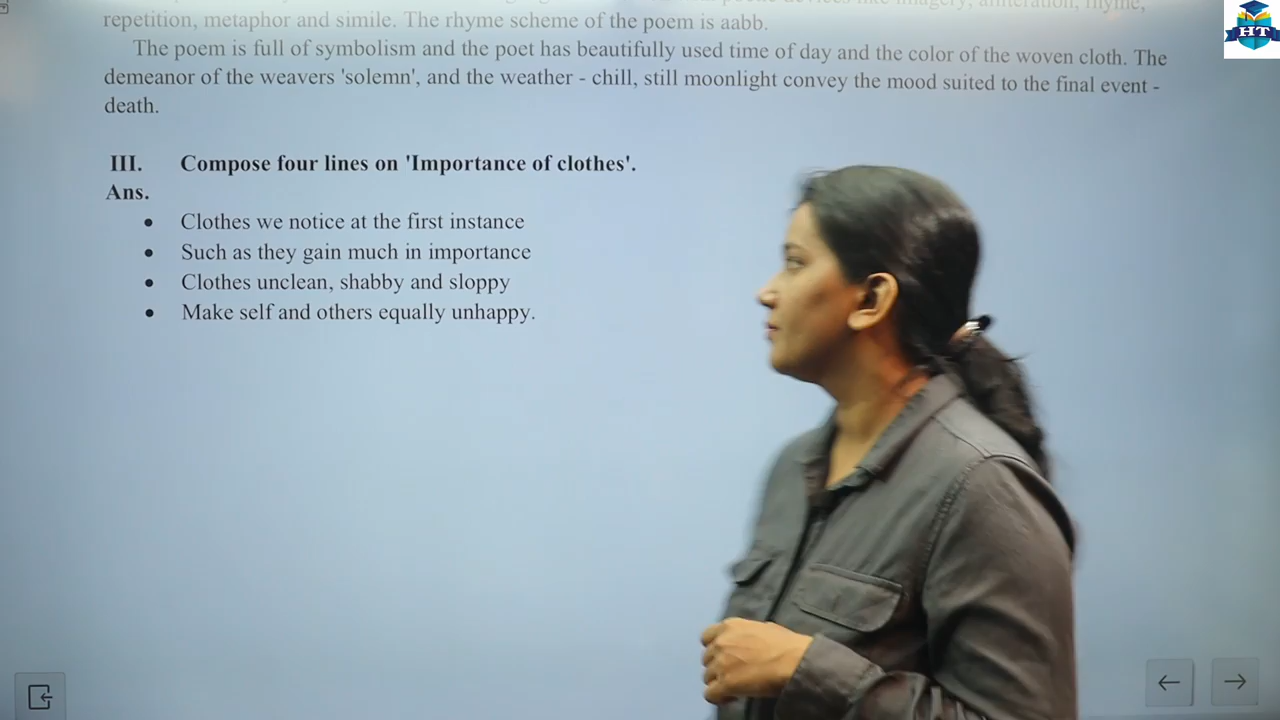 repetition, metaphor and simile. The rhyme scheme of the poem is aabb.
The poem is full of symbolism and the poet has beautifully used time of day and the color of the woven cloth. The
demeanor of the weavers 'solemn', and the weather - chill, still moonlight convey the mood suited to the final event -
death.
III. Compose four lines on 'Importance of clothes'.
Ans.
• Clothes we notice at the first instance
• Such as they gain much in importance
• Clothes unclean, shabby and sloppy
• Make self and others equally unhappy.
HT